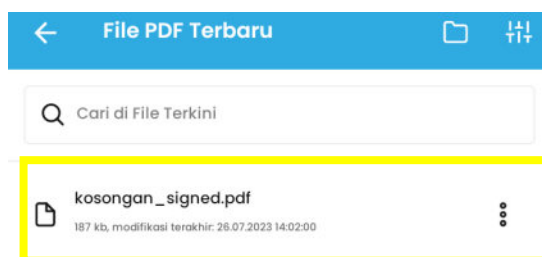 File PDF Terbaru
Cari di File Terkini
kosongan_signed.pdf
187 kb, modifikasi terakhir: 26.07.2023 14:02:00